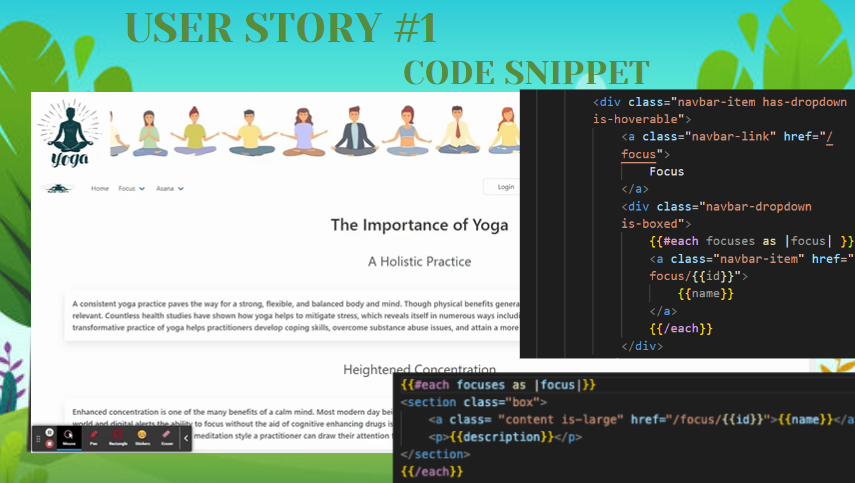 USER STORY #1
CODE SNIPPET
yoga
Home Focus Asana Login
The Importance of Yoga
A Holistic Practice
A consistent yoga practice paves the way for a strong, flexible, and balanced body and mind. Though physical benefits genera
relevant. Countless health studies have shown how yoga helps to mitigate stress, which reveals itself in numerous ways includi
transformative practice of yoga helps practitioners develop coping skills, overcome substance abuse issues, and attain a more
Heightened Concentration
Enhanced concentration is one of the many benefits of a calm mind. Most modern day bei
world and digital alerts the ability to focus without the aid of cognitive enhancing drugs is
meditation style a practitioner can draw their attention
Mouse Pen Rectangle Stickers Eraser
<div class="navbar-item has-dropdown
is-hoverable">
<a class="navbar-link" href="/
focus">
Focus
</a>
<div class="navbar-dropdown
is-boxed">
{{#each focuses as |focus| }}
<a class="navbar-item" href="
focus/{{id}}">
{{name}}
</a>
{{/each}}
</div>
{{#each focuses as |focus|}}
<section class="box">
<a class= "content is-large" href="/focus/{{id}}">{{name}}</a
<p>{{description}}</p>
</section>
{{/each}}